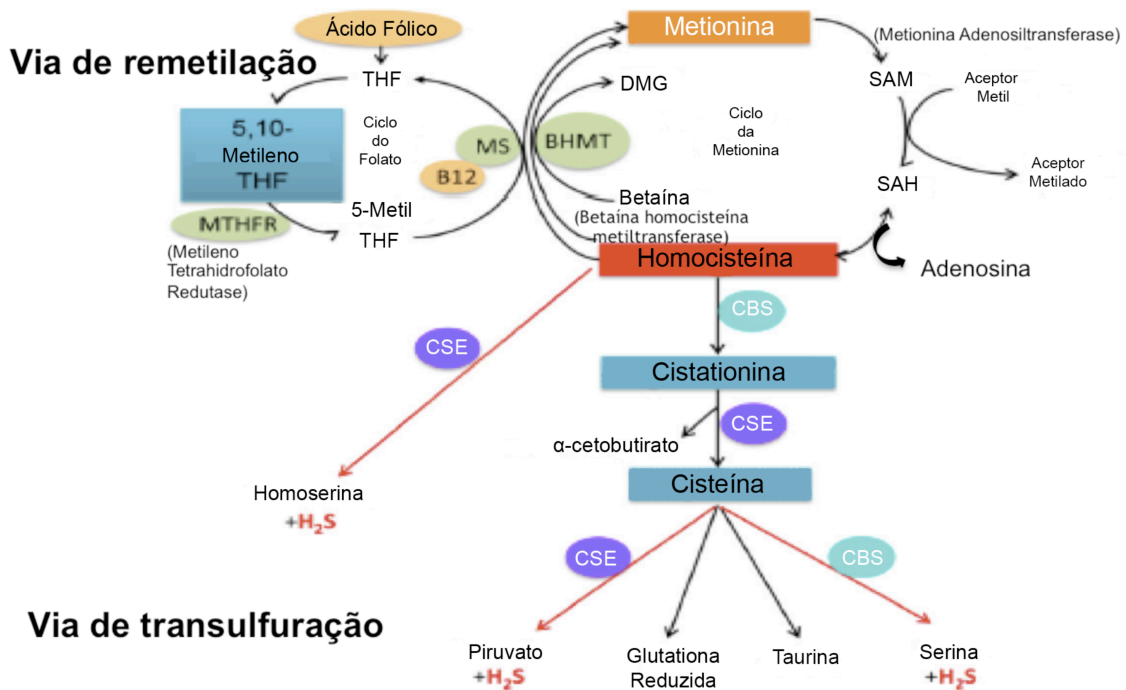 Via de remetilação
Ácido Fólico
THF
5,10-
Metileno
THF
Ciclo
do
Folato
MTHFR
(Metileno
Tetrahidrofolato
Redutase)
5-Metil
THF
MS
B12
BHMT
DMG
Betaína
(Betaína homocisteína
metiltransferase)
Metionina
(Metionina Adenosiltransferase)
SAM
Ciclo
da
Metionina
Aceptor
Metil
SAH
Aceptor
Metilado
Adenosina
Homocisteína
CBS
CSE
Cistationina
CSE
α-cetobutirato
Cisteína
Homoserina
+H₂S
CSE
CBS
Via de transulfuração
Piruvato
+H₂S
Glutationa
Reduzida
Taurina
Serina
+H₂S